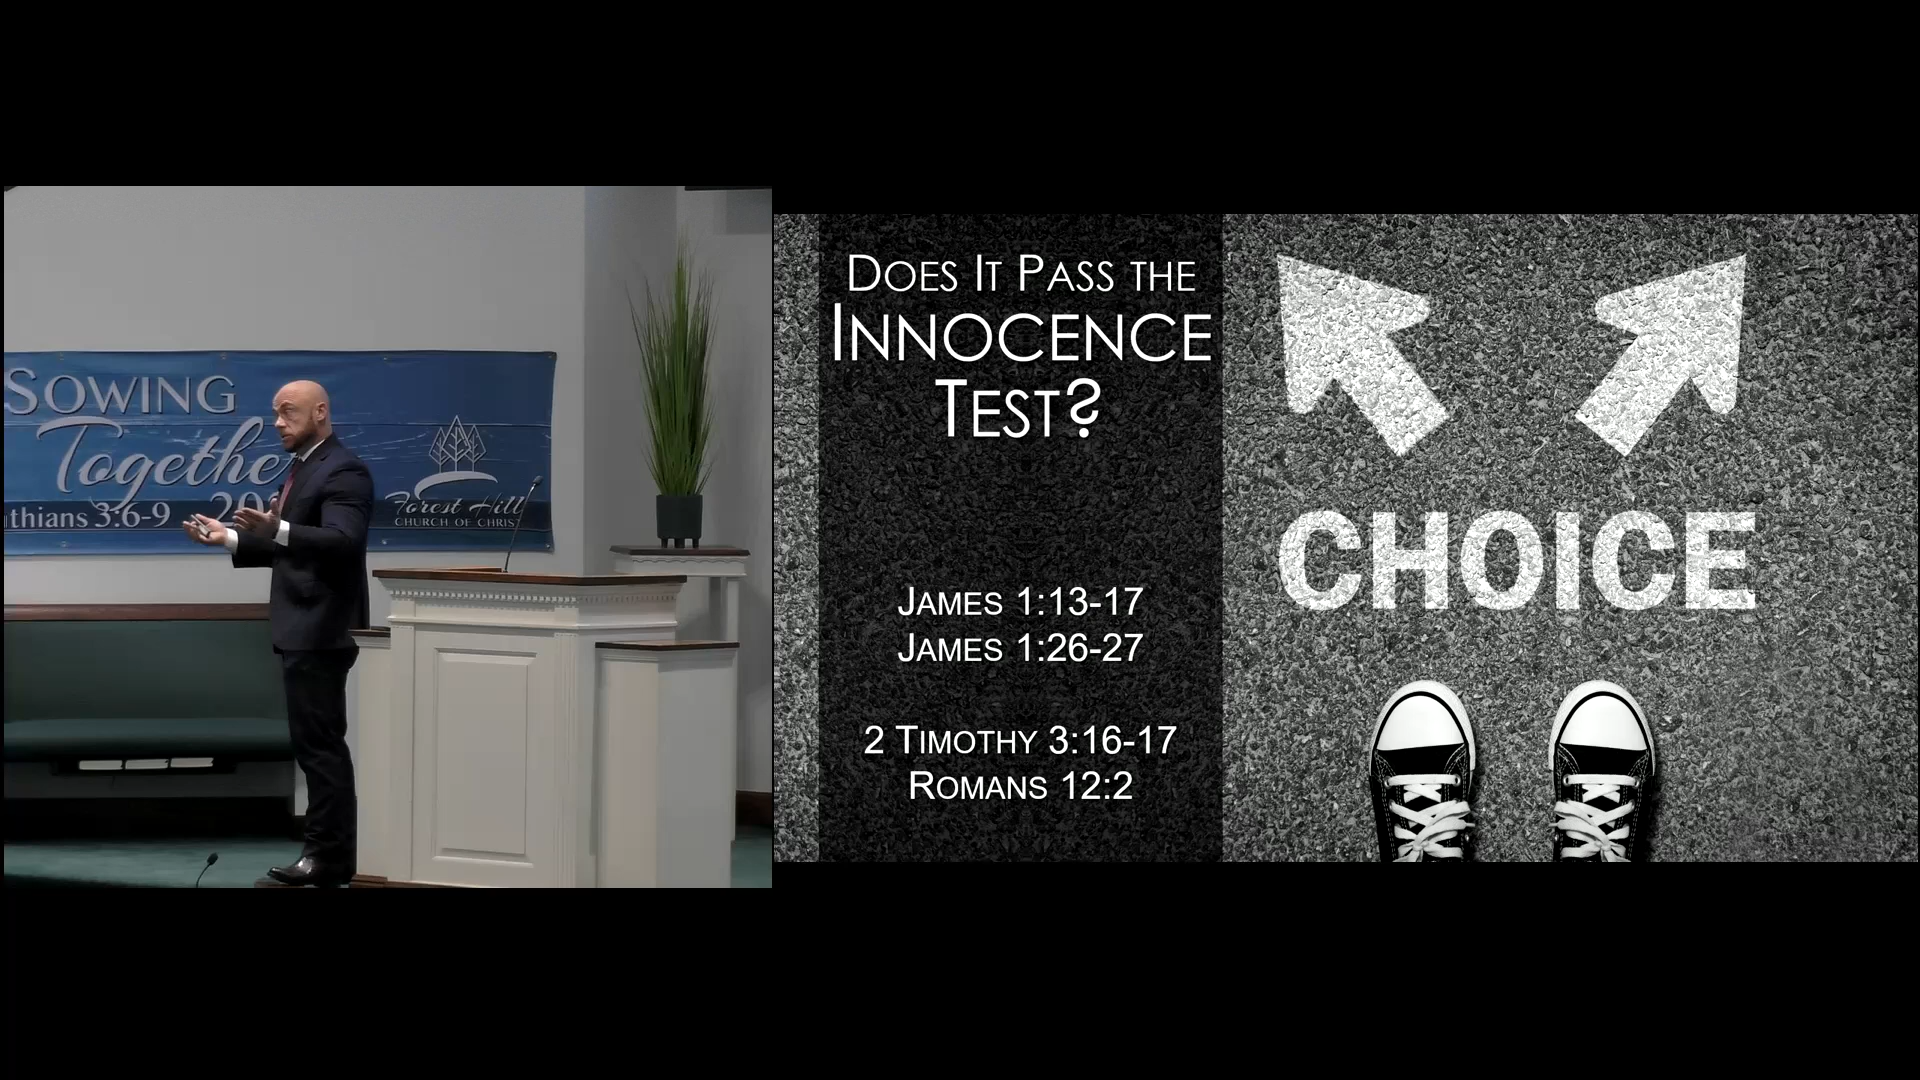 SOWING
Together
thians 3:6-9
Forest Hill
CHURCH OF CHRIST
DOES IT PASS THE
INNOCENCE
TEST?
JAMES 1:13-17
JAMES 1:26-27
2 TIMOTHY 3:16-17
ROMANS 12:2
CHOICE